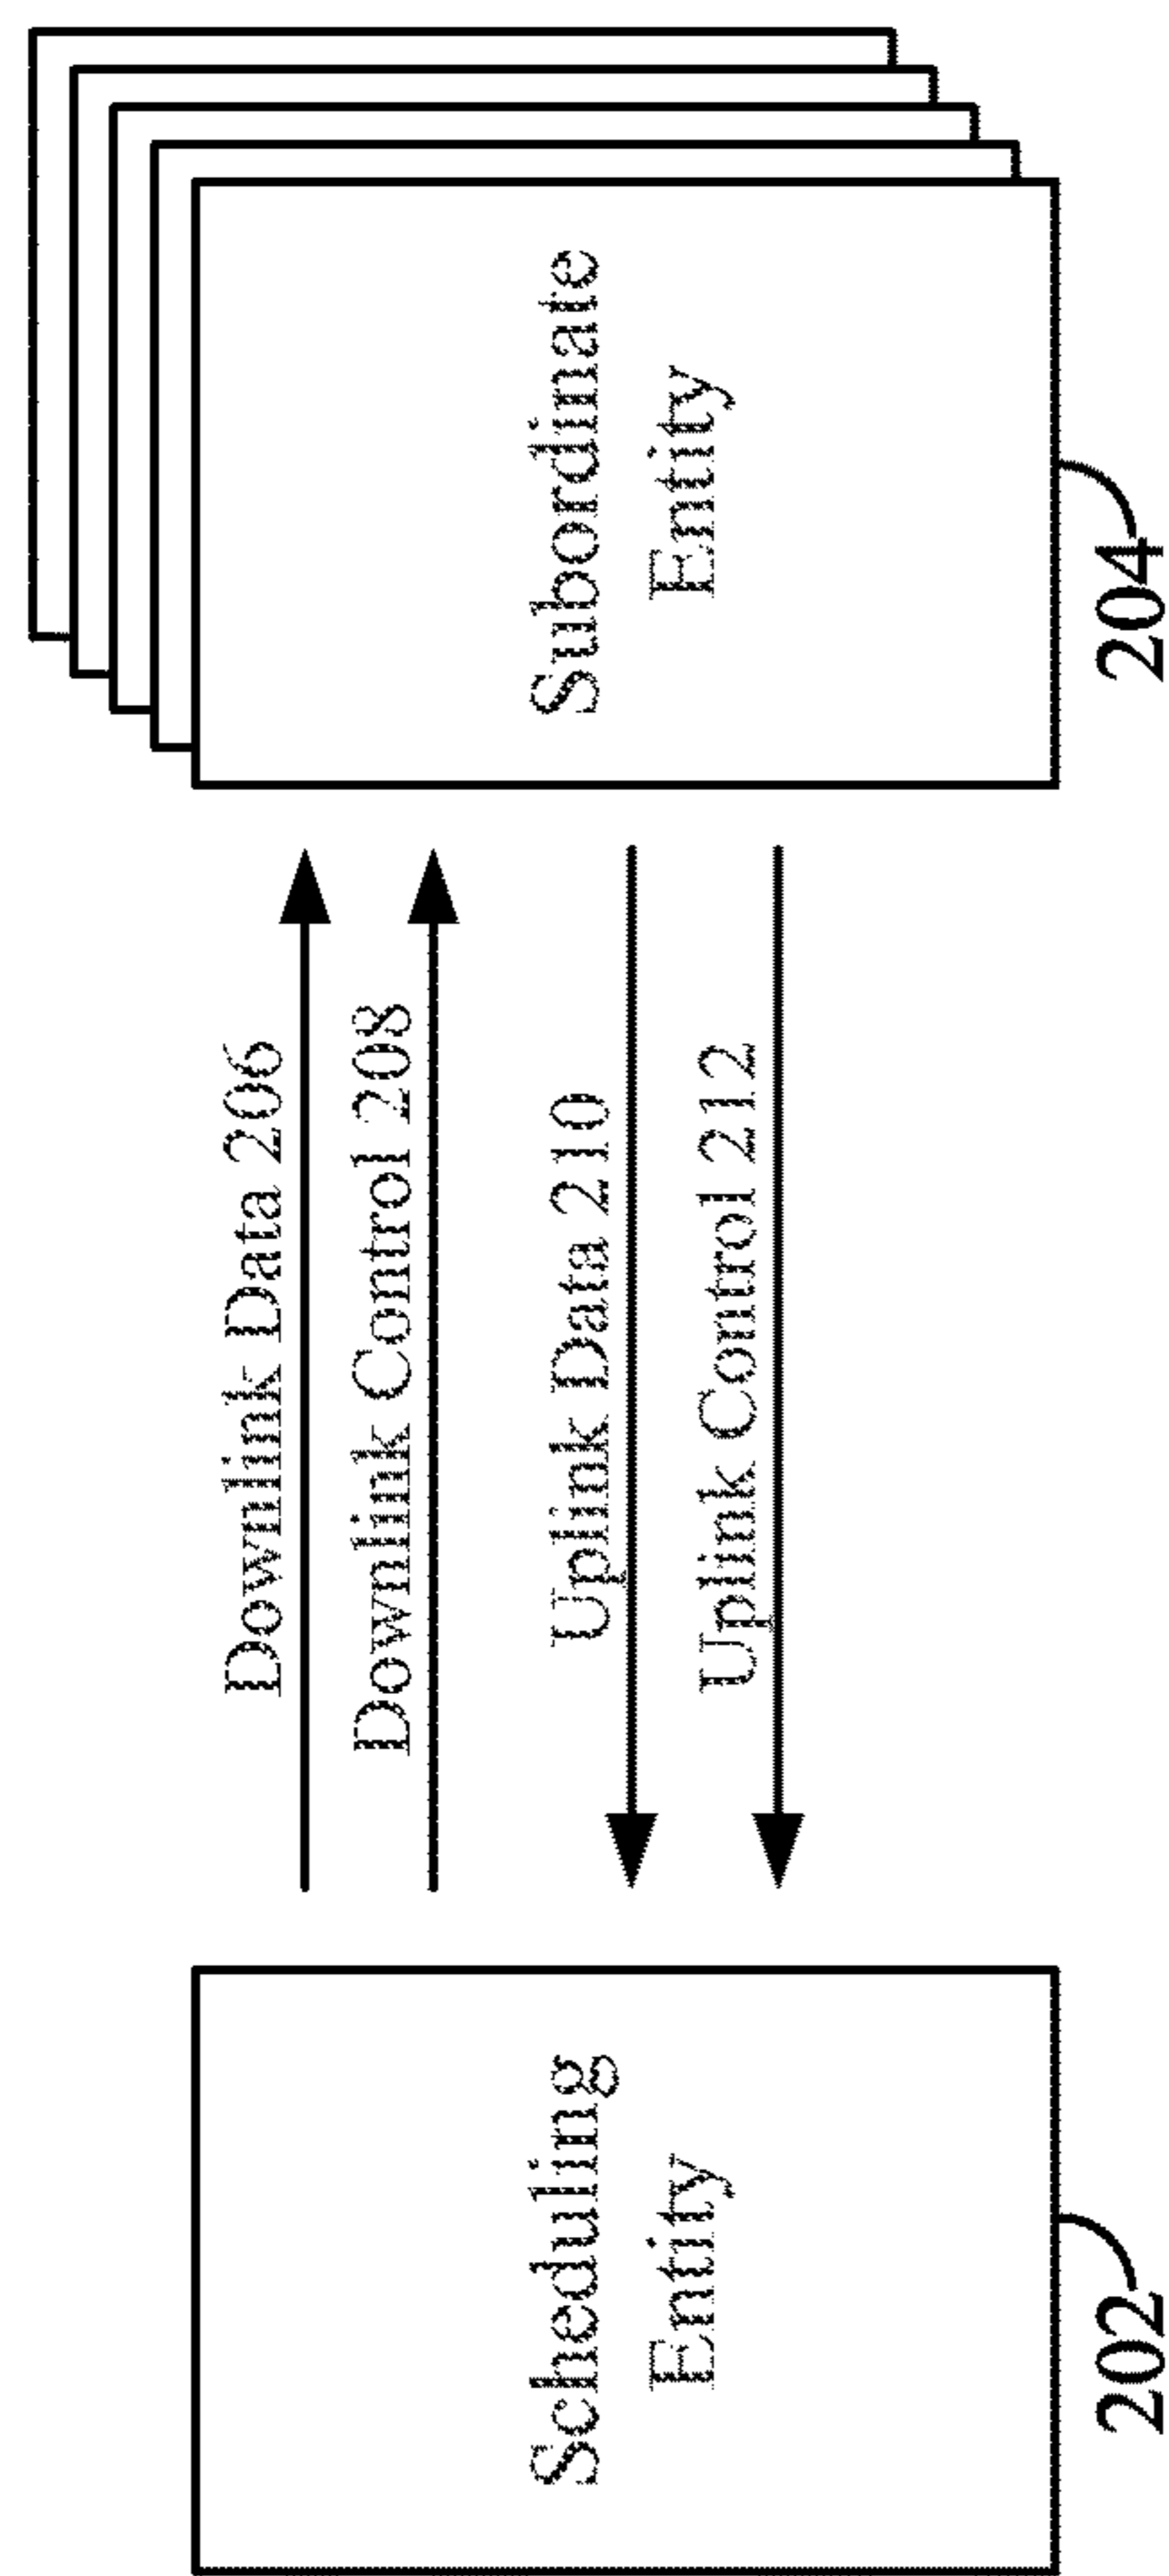 Scheduling
Entity
202
Downlink Data 206
Downlink Control 208
Uplink Data 210
Uplink Control 212
Subordinate
Entity
204